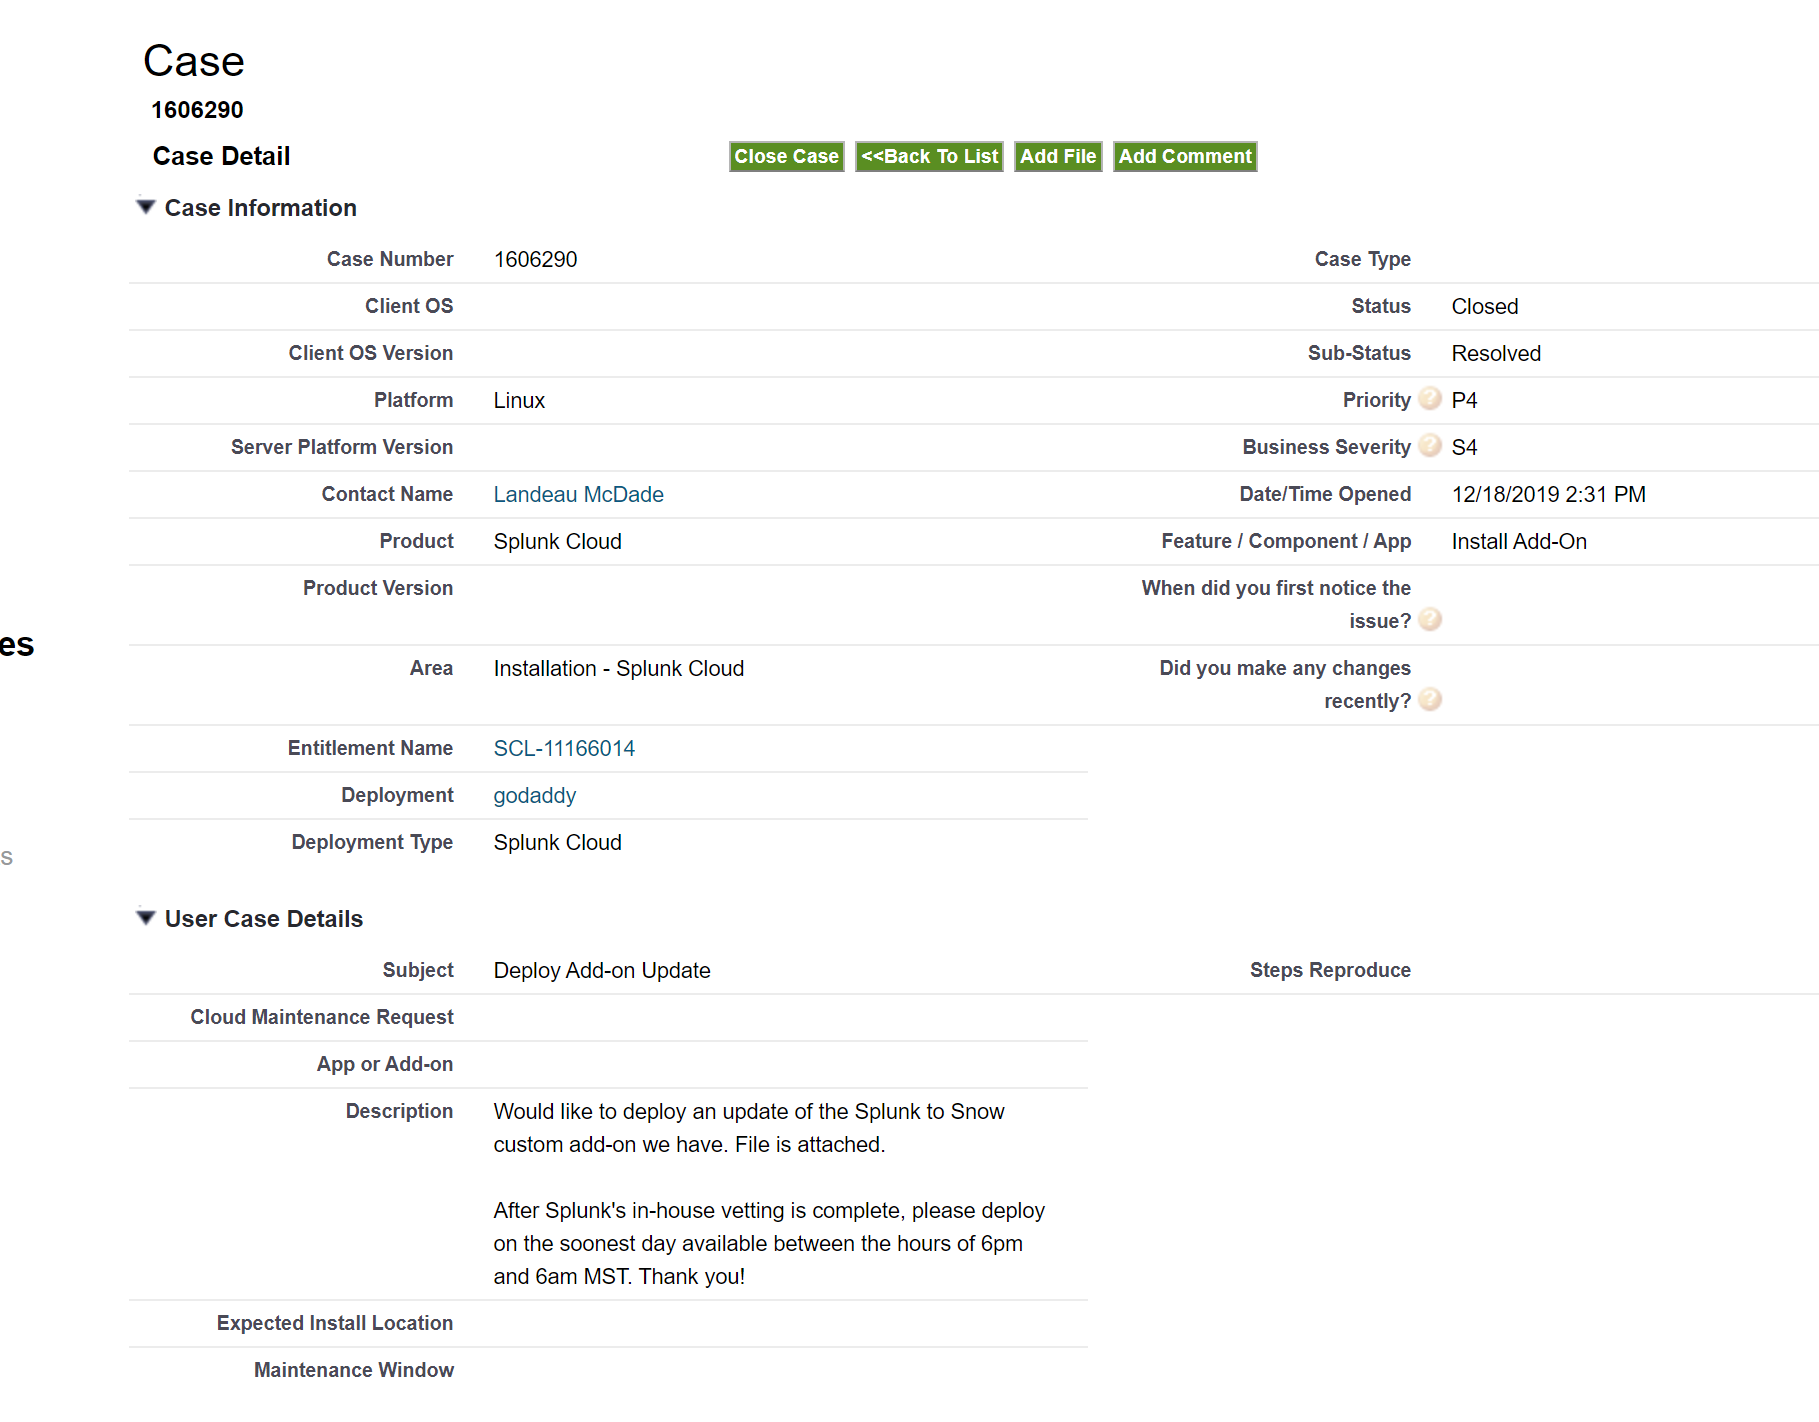 Case
1606290
Case Detail
Close Case
<<Back To List
Add File
Add Comment
Case Information
Case Number 1606290
Case Type
Client OS
Status Closed
Client OS Version
Sub-Status Resolved
Platform Linux
Priority ? P4
Server Platform Version
Business Severity ? S4
Contact Name Landeau McDade
Date/Time Opened 12/18/2019 2:31 PM
Product Splunk Cloud
Feature / Component / App Install Add-On
Product Version
When did you first notice the
issue? ?
es
Area Installation - Splunk Cloud
Did you make any changes
recently? ?
Entitlement Name SCL-11166014
Deployment godaddy
Deployment Type Splunk Cloud
s
User Case Details
Subject Deploy Add-on Update
Steps Reproduce
Cloud Maintenance Request
App or Add-on
Description Would like to deploy an update of the Splunk to Snow
custom add-on we have. File is attached.
After Splunk's in-house vetting is complete, please deploy
on the soonest day available between the hours of 6pm
and 6am MST. Thank you!
Expected Install Location
Maintenance Window